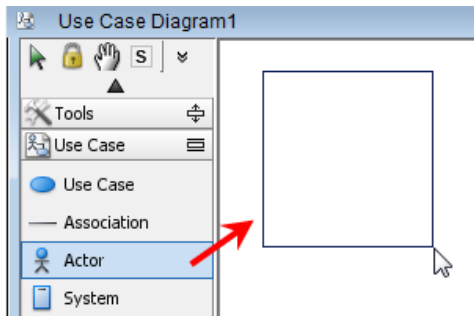 Use Case Diagram1
S
Tools
Use Case
Use Case
Association
Actor
System